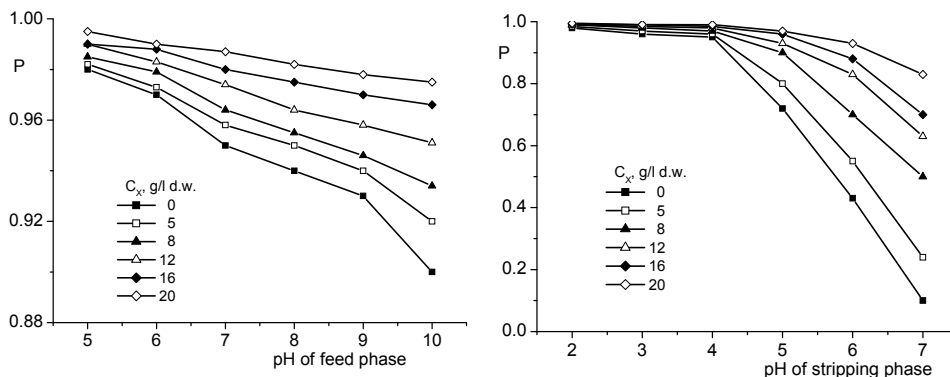 1.00
P
0.96
0.92
0.88
C_X, g/l d.w.
0
5
8
12
16
20
5 6 7 8 9 10
pH of feed phase
1.0
P
0.8
0.6
0.4
0.2
0.0
C_X, g/l d.w.
0
5
8
12
16
20
2 3 4 5 6 7
pH of stripping phase